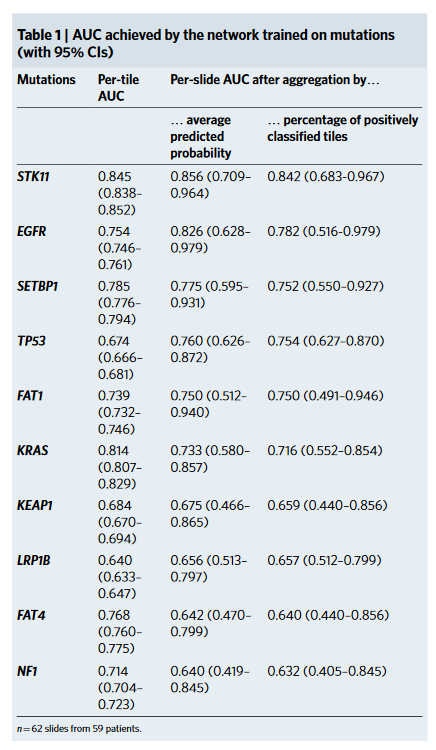 Table 1 | AUC achieved by the network trained on mutations
(with 95% CIs)
Mutations Per-tile AUC Per-slide AUC after aggregation by…
… average predicted probability … percentage of positively classified tiles
STK11 0.845 (0.838–0.852) 0.856 (0.709–0.964) 0.842 (0.683-0.967)
EGFR 0.754 (0.746–0.761) 0.826 (0.628–0.979) 0.782 (0.516-0.979)
SETBP1 0.785 (0.776–0.794) 0.775 (0.595–0.931) 0.752 (0.550–0.927)
TP53 0.674 (0.666–0.681) 0.760 (0.626–0.872) 0.754 (0.627–0.870)
FAT1 0.739 (0.732–0.746) 0.750 (0.512–0.940) 0.750 (0.491–0.946)
KRAS 0.814 (0.807–0.829) 0.733 (0.580–0.857) 0.716 (0.552–0.854)
KEAP1 0.684 (0.670–0.694) 0.675 (0.466–0.865) 0.659 (0.440–0.856)
LRP1B 0.640 (0.633–0.647) 0.656 (0.513–0.797) 0.657 (0.512–0.799)
FAT4 0.768 (0.760–0.775) 0.642 (0.470–0.799) 0.640 (0.440–0.856)
NF1 0.714 (0.704–0.723) 0.640 (0.419–0.845) 0.632 (0.405–0.845)
n = 62 slides from 59 patients.